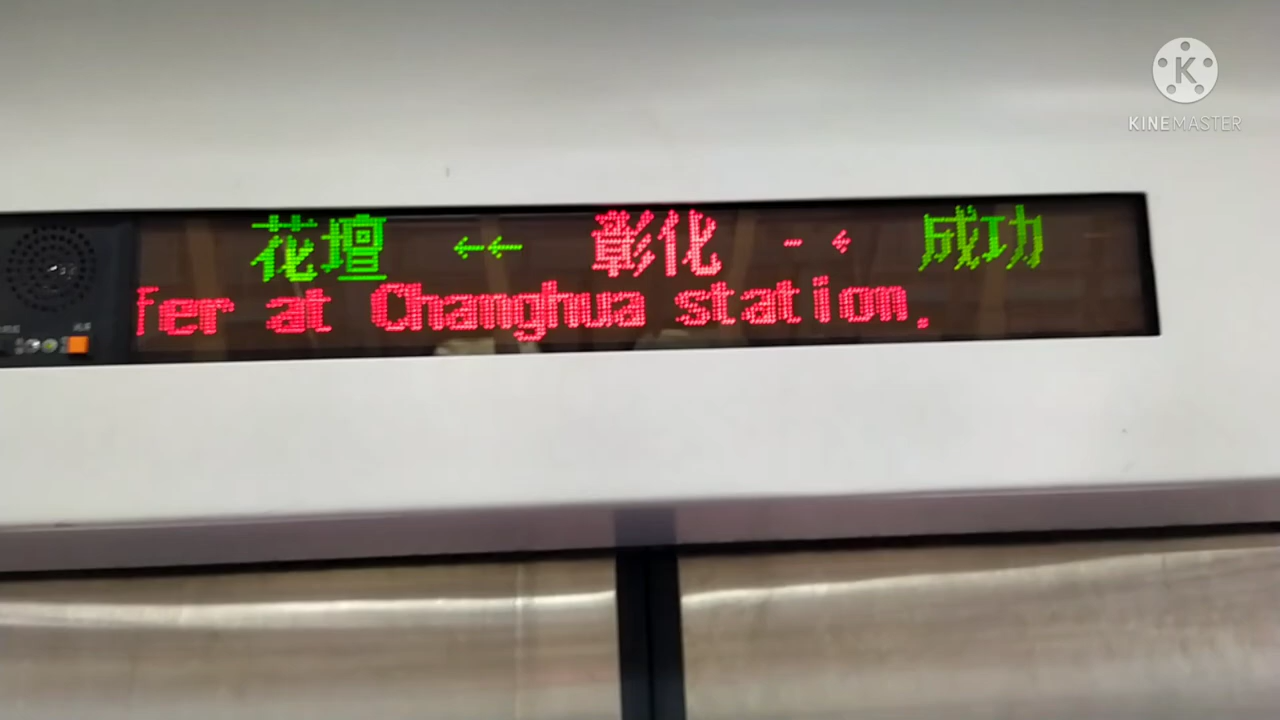 KINEMASTER
花壇 ←← 彰化 - ← 成功
fer at Changhua station.